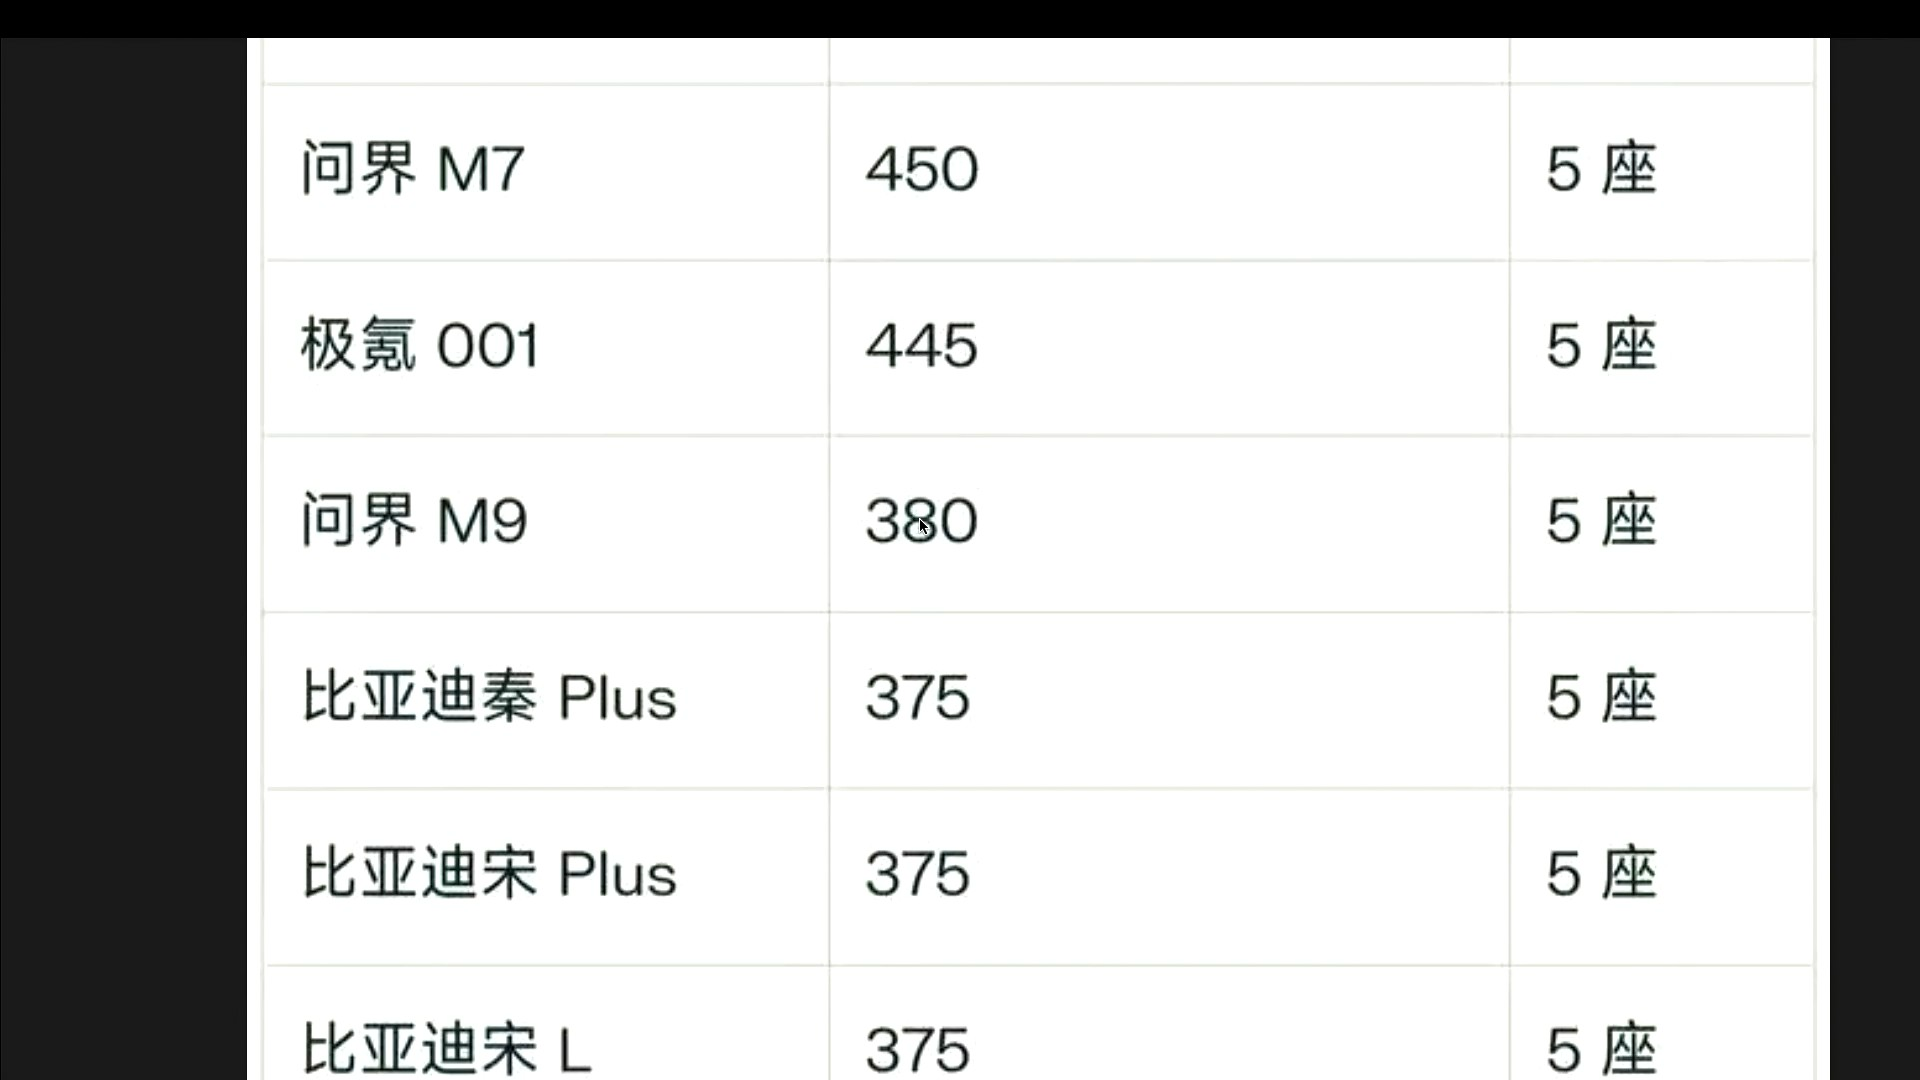 问界 M7 450 5 座
极氪 001 445 5 座
问界 M9 380 5 座
比亚迪秦 Plus 375 5 座
比亚迪宋 Plus 375 5 座
比亚迪宋 L 375 5 座